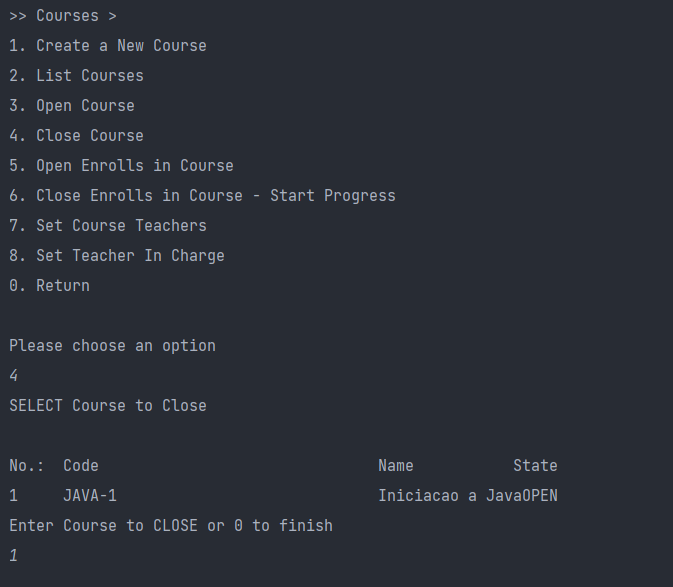 >> Courses >
1. Create a New Course
2. List Courses
3. Open Course
4. Close Course
5. Open Enrolls in Course
6. Close Enrolls in Course - Start Progress
7. Set Course Teachers
8. Set Teacher In Charge
0. Return
Please choose an option
4
SELECT Course to Close
No.:  Code                               Name           State
1     JAVA-1                             Iniciacao a JavaOPEN
Enter Course to CLOSE or 0 to finish
1